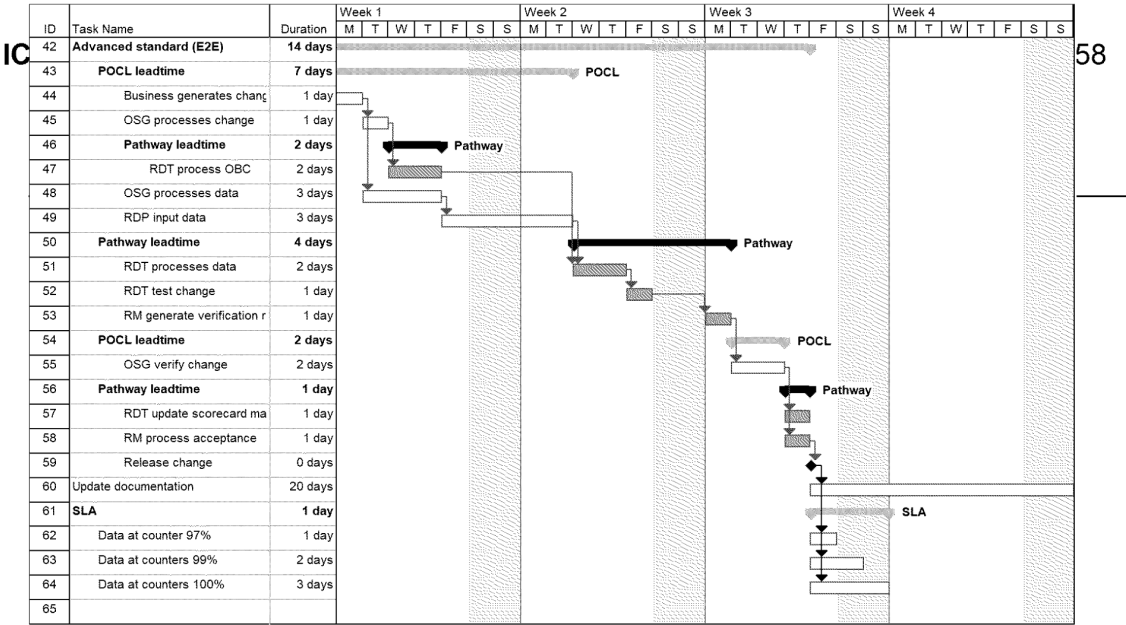 Week 1 Week 2 Week 3 Week 4
ID Task Name Duration M T W T F S S M T W T F S S M T W T F S S M T W T F S S
42 Advanced standard (E2E) 14 days
IC 58
43 POCL leadtime 7 days POCL
44 Business generates chang 1 day
45 OSG processes change 1 day
46 Pathway leadtime 2 days Pathway
47 RDT process OBC 2 days
48 OSG processes data 3 days
49 RDP input data 3 days
50 Pathway leadtime 4 days Pathway
51 RDT processes data 2 days
52 RDT test change 1 day
53 RM generate verification r 1 day
54 POCL leadtime 2 days POCL
55 OSG verify change 2 days
56 Pathway leadtime 1 day Pathway
57 RDT update scorecard ma 1 day
58 RM process acceptance 1 day
59 Release change 0 days
60 Update documentation 20 days
61 SLA 1 day SLA
62 Data at counter 97% 1 day
63 Data at counters 99% 2 days
64 Data at counters 100% 3 days
65